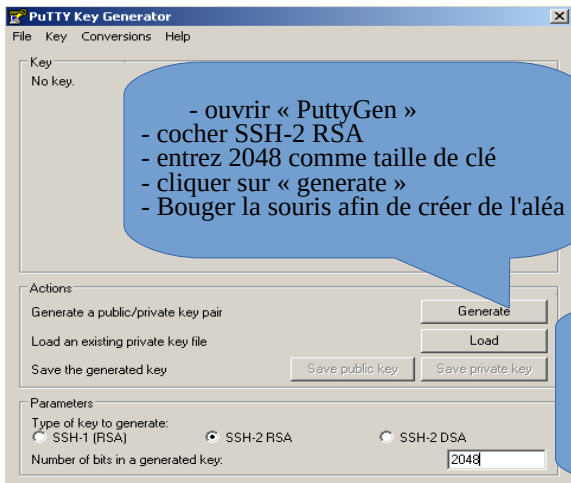 PuTTY Key Generator
File Key Conversions Help
Key
No key.
- ouvrir « PuttyGen »
- cocher SSH-2 RSA
- entrez 2048 comme taille de clé
- cliquer sur « generate »
- Bouger la souris afin de créer de l'aléa
Actions
Generate a public/private key pair Generate
Load an existing private key file Load
Save the generated key Save public key Save private key
Parameters
Type of key to generate:
SSH-1 (RSA) SSH-2 RSA SSH-2 DSA
Number of bits in a generated key: 2048